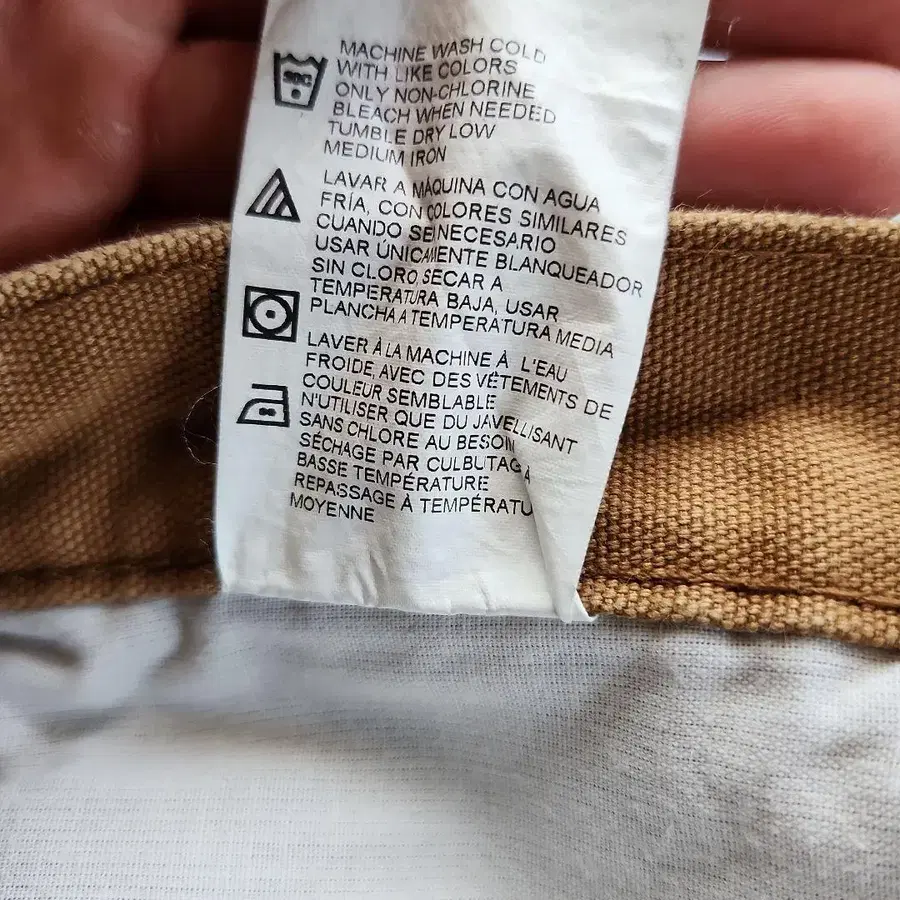 MACHINE WASH COLD
WITH LIKE COLORS
ONLY NON-CHLORINE
BLEACH WHEN NEEDED
TUMBLE DRY LOW
MEDIUM IRON
LAVAR A MÁQUINA CON AGUA
FRÍA, CON COLORES SIMILARES
CUANDO SE NECESARIO
USAR ÚNICAMENTE BLANQUEADOR
SIN CLORO, SECAR A
TEMPERATURA BAJA, USAR
PLANCHA A TEMPERATURA MEDIA
LAVER À LA MACHINE À L'EAU
FROIDE, AVEC DES VÊTEMENTS DE
COULEUR SEMBLABLE
N'UTILISER QUE DU JAVELLISANT
SANS CHLORE AU BESOIN
SÉCHAGE PAR CULBUTAG À
BASSE TEMPÉRATURE
REPASSAGE À TEMPÉRATU
MOYENNE